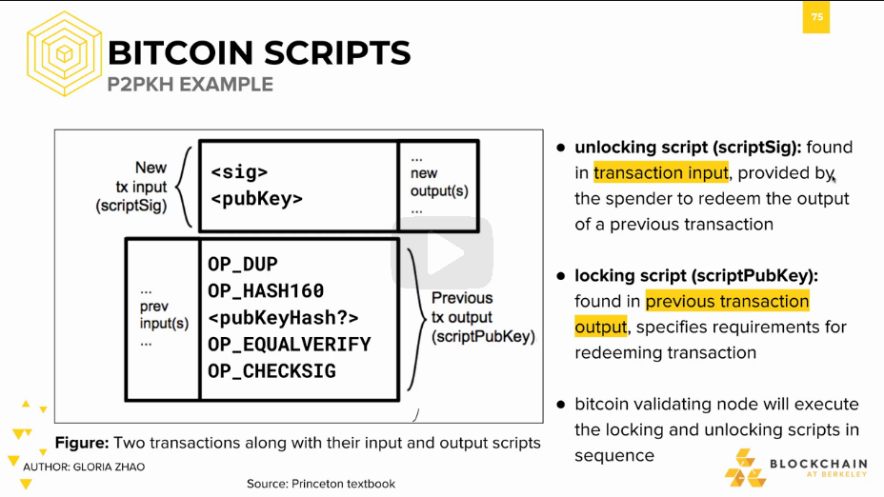 75
BITCOIN SCRIPTS
P2PKH EXAMPLE
New
tx input
(scriptSig)
<sig>
<pubKey>
...
new
output(s)
...
...
prev
input(s)
...
OP_DUP
OP_HASH160
<pubKeyHash?>
OP_EQUALVERIFY
OP_CHECKSIG
Previous
tx output
(scriptPubKey)
Figure: Two transactions along with their input and output scripts
AUTHOR: GLORIA ZHAO
Source: Princeton textbook
● unlocking script (scriptSig): found
in transaction input, provided by
the spender to redeem the output
of a previous transaction
● locking script (scriptPubKey):
found in previous transaction
output, specifies requirements for
redeeming transaction
● bitcoin validating node will execute
the locking and unlocking scripts in
sequence
BLOCKCHAIN
AT BERKELEY